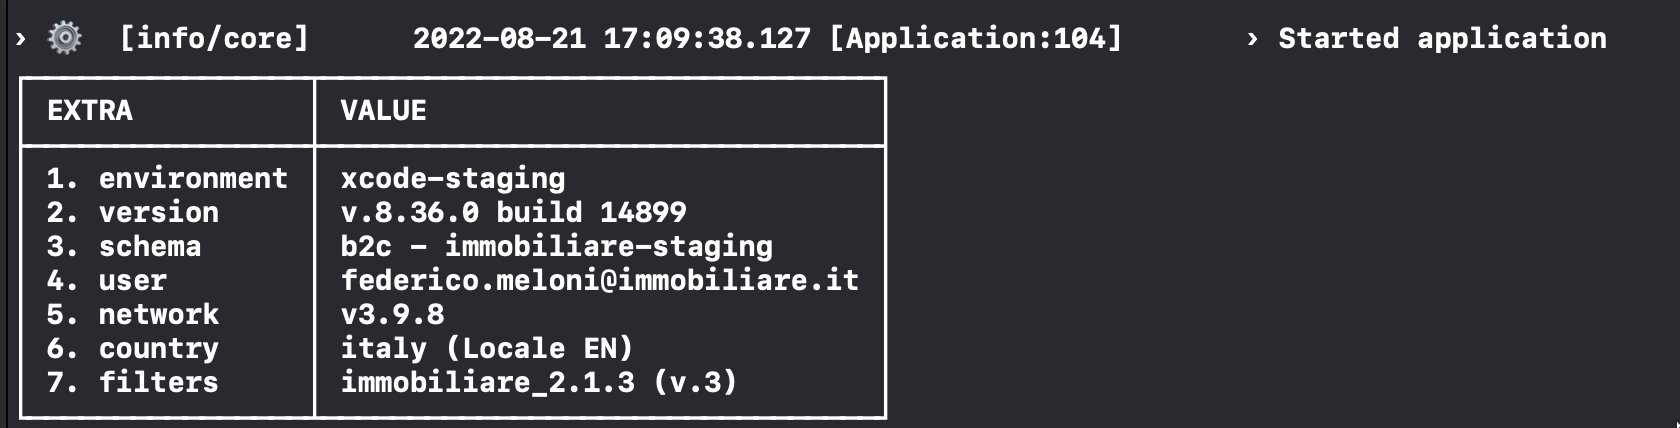 › ⚙️ [info/core] 2022-08-21 17:09:38.127 [Application:104] › Started application
EXTRA VALUE
1. environment xcode-staging
2. version v.8.36.0 build 14899
3. schema b2c - immobiliare-staging
4. user federico.meloni@immobiliare.it
5. network v3.9.8
6. country italy (Locale EN)
7. filters immobiliare_2.1.3 (v.3)